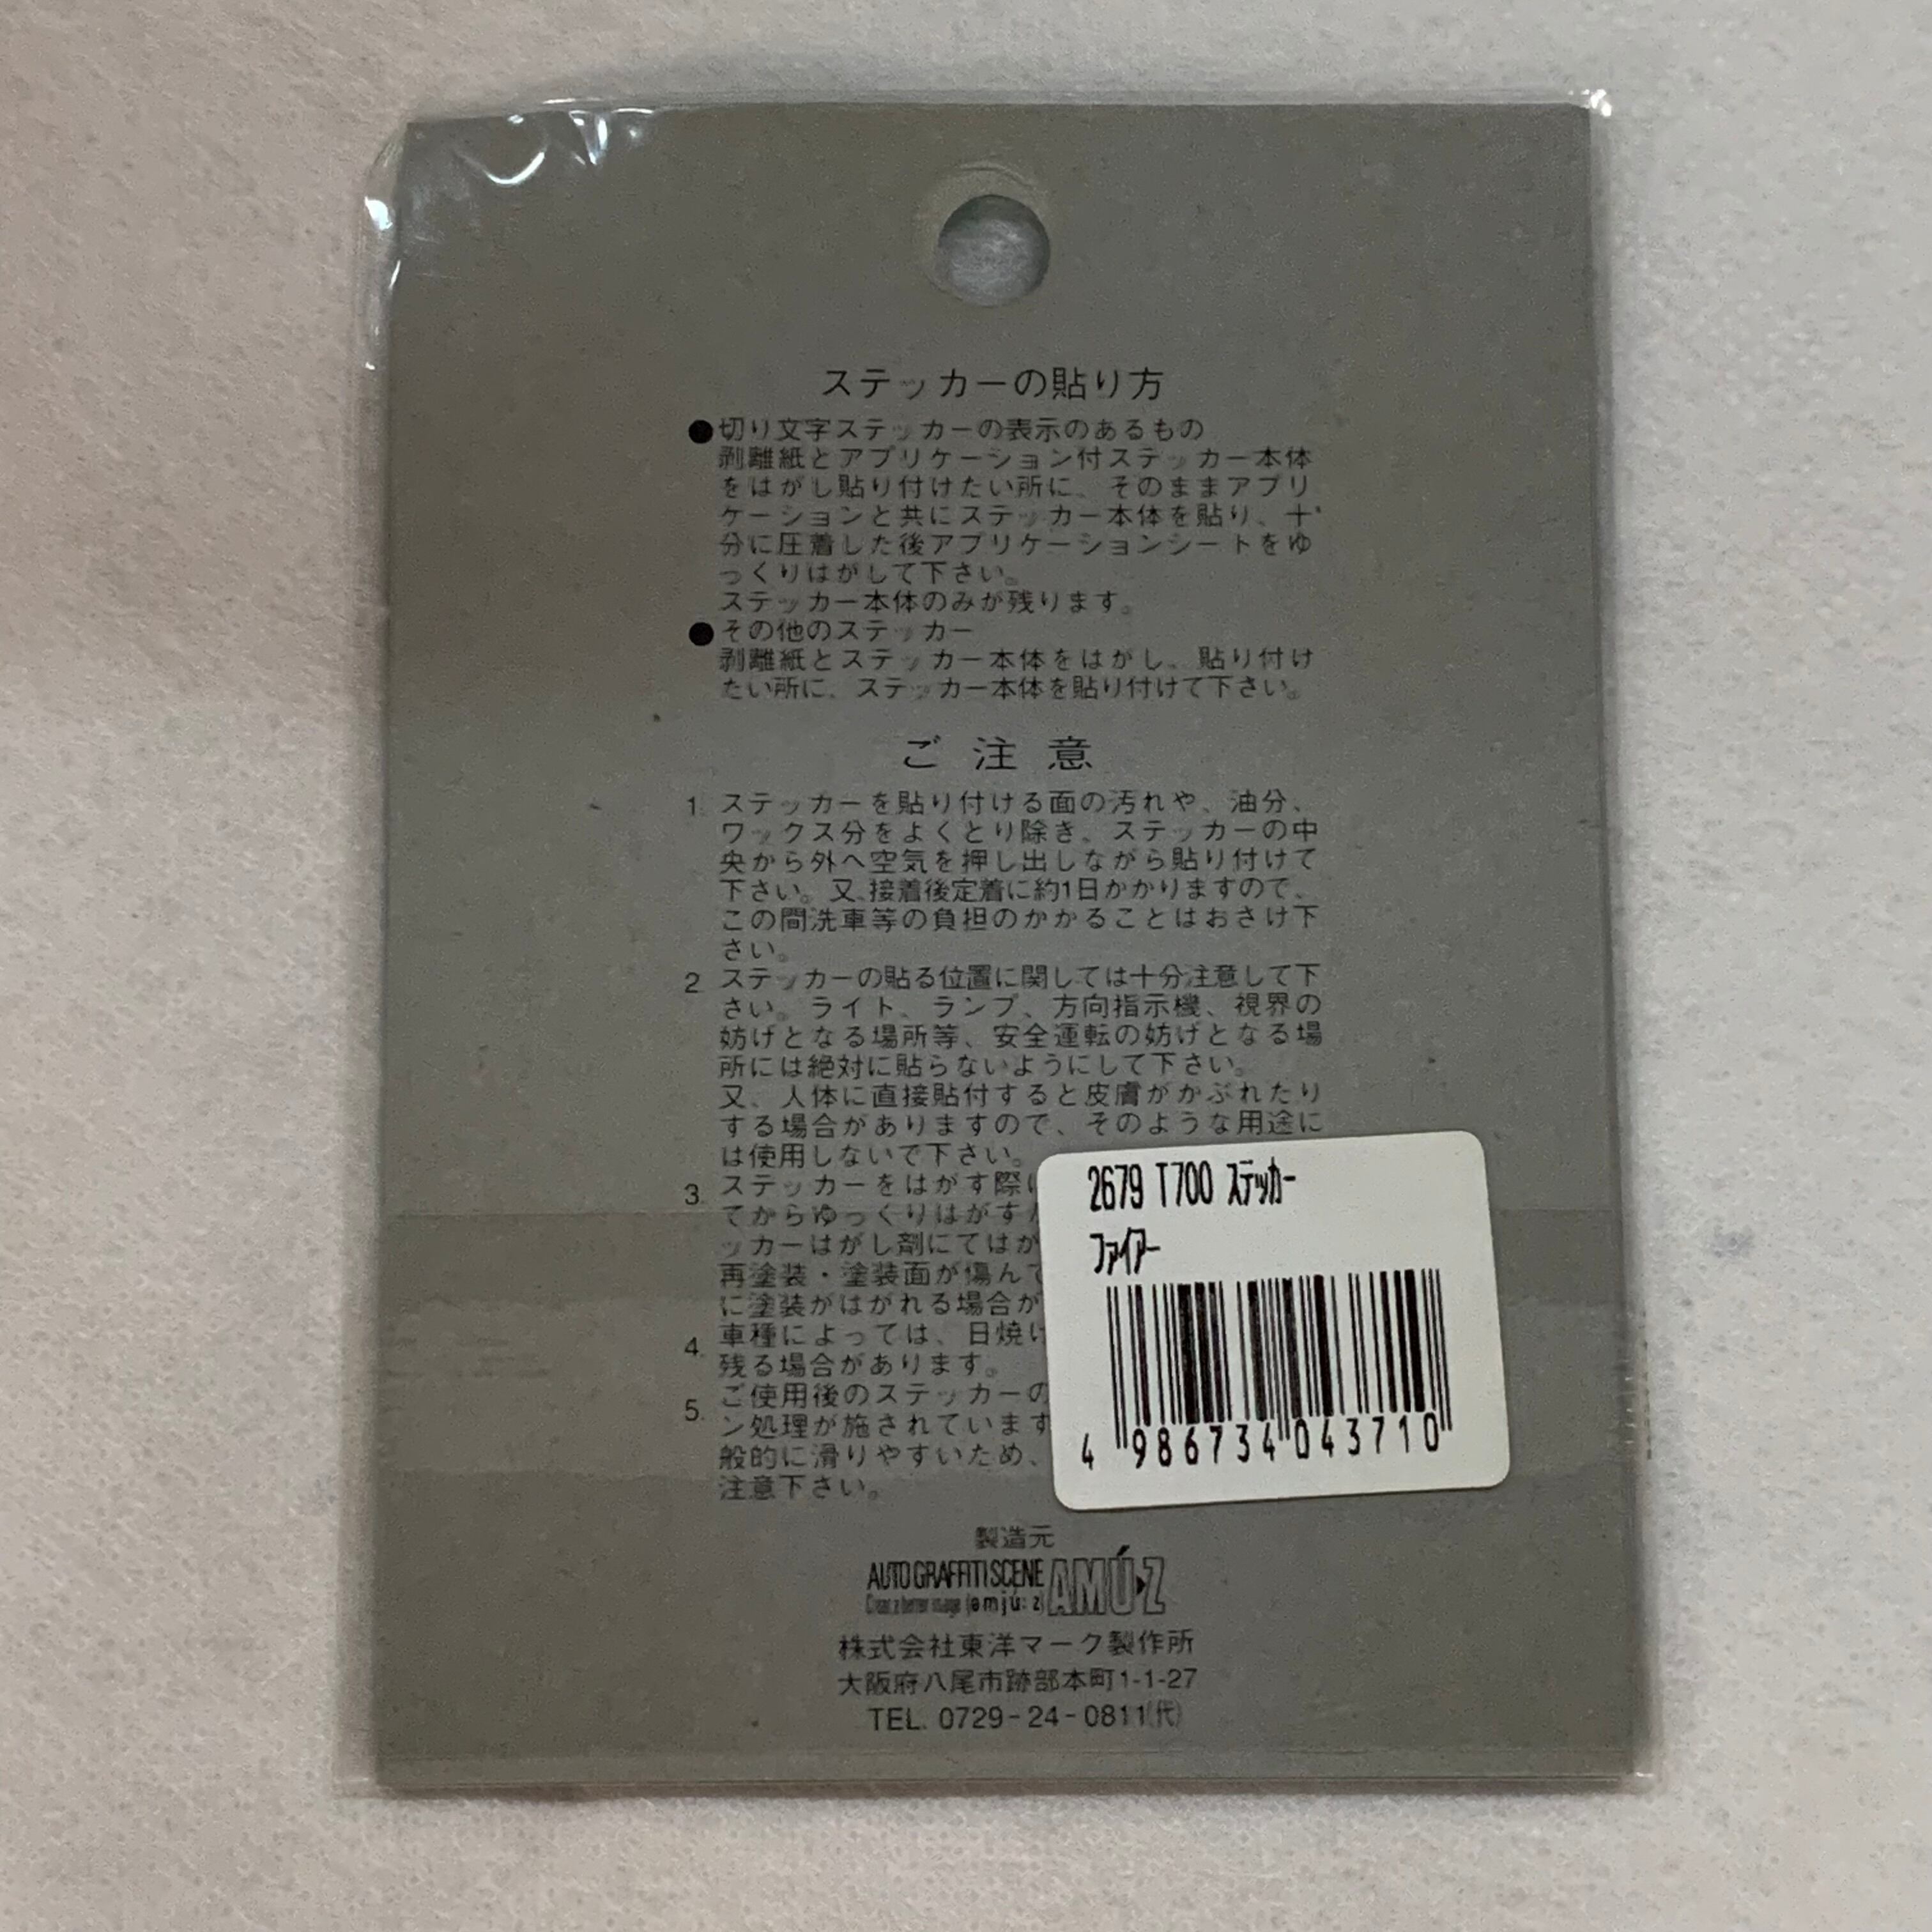 ステッカーの貼り方
●切り文字ステッカーの表示のあるもの
剥離紙とアプリケーション付ステッカー本体
をはがし貼り付けたい所に、そのままアプリ
ケーションと共にステッカー本体を貼り、十
分に圧着した後アプリケーションシートをゆ
っくりはがして下さい。
ステッカー本体のみが残ります。
●その他のステッカー
剥離紙とステッカー本体をはがし、貼り付け
たい所に、ステッカー本体を貼り付けて下さい。
ご注意
1. ステッカーを貼り付ける面の汚れや、油分、
ワックス分をよくとり除き、ステッカーの中
央から外へ空気を押し出しながら貼り付けて
下さい。又、接着後定着に約1日かかりますので、
この間洗車等の負担のかかることはおさけ下
さい。
2. ステッカーの貼る位置に関しては十分注意して下
さい。ライト、ランプ、方向指示機、視界の
妨げとなる場所等、安全運転の妨げとなる場
所には絶対に貼らないようにして下さい。
又、人体に直接貼付すると皮膚がかぶれたり
する場合がありますので、そのような用途に
は使用しないで下さい。
3. ステッカーをはがす際に
てからゆっくりはがす
ッカーはがし剤にてはが
再塗装・塗装面が傷んで
に塗装がはがれる場合が
4. 車種によっては、日焼け
残る場合があります。
5. ご使用後のステッカーの
ン処理が施されています
般的に滑りやすいため、
注意下さい。
2679 T700 ステッカー
ファイアー
4 986734 043710
製造元
AUTO GRAFFITI SCENE AMÚ・Z
(əmjú:z)
株式会社東洋マーク製作所
大阪府八尾市跡部本町1-1-27
TEL. 0729-24-0811(代)